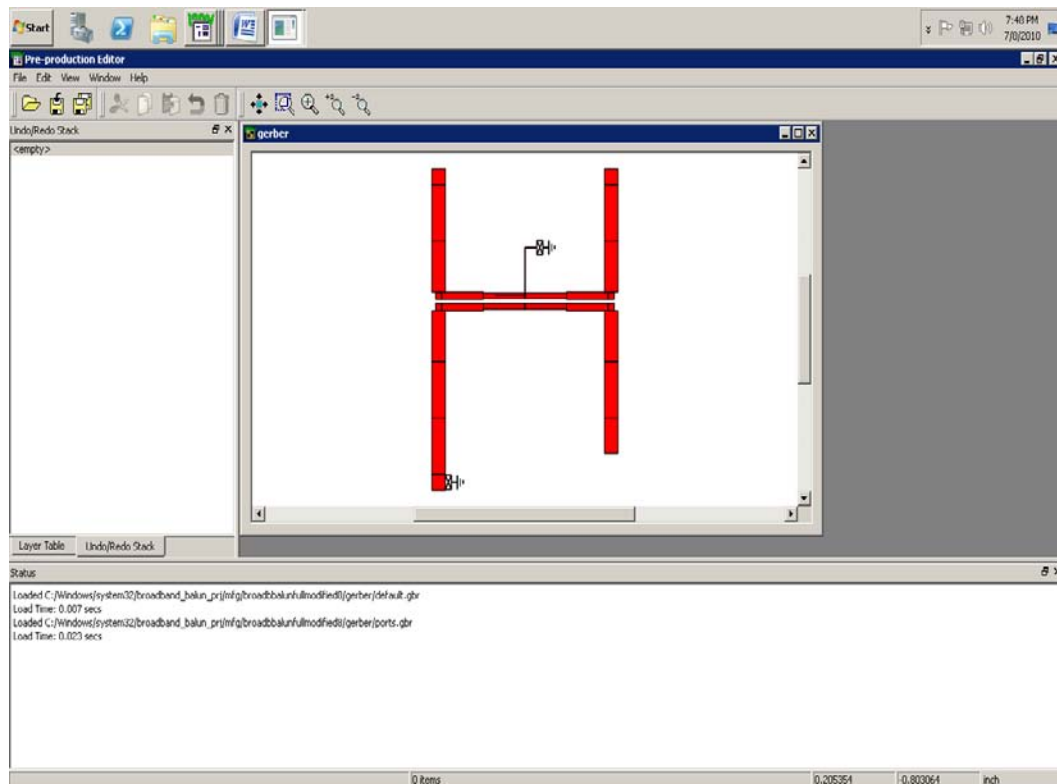 Start
7:40 PM
7/8/2010
Pre-production Editor
File Edit View Window Help
Undo/Redo Stack
gerber
<empty>
Layer Table Undo/Redo Stack
Status
Loaded C:/Windows/system32/broadband_balun_prj/mfg/broadbbalunfullmodified8/gerber/default.gbr
Load Time: 0.007 secs
Loaded C:/Windows/system32/broadband_balun_prj/mfg/broadbbalunfullmodified8/gerber/ports.gbr
Load Time: 0.023 secs
0 items 0.205354 -0.803064 inch